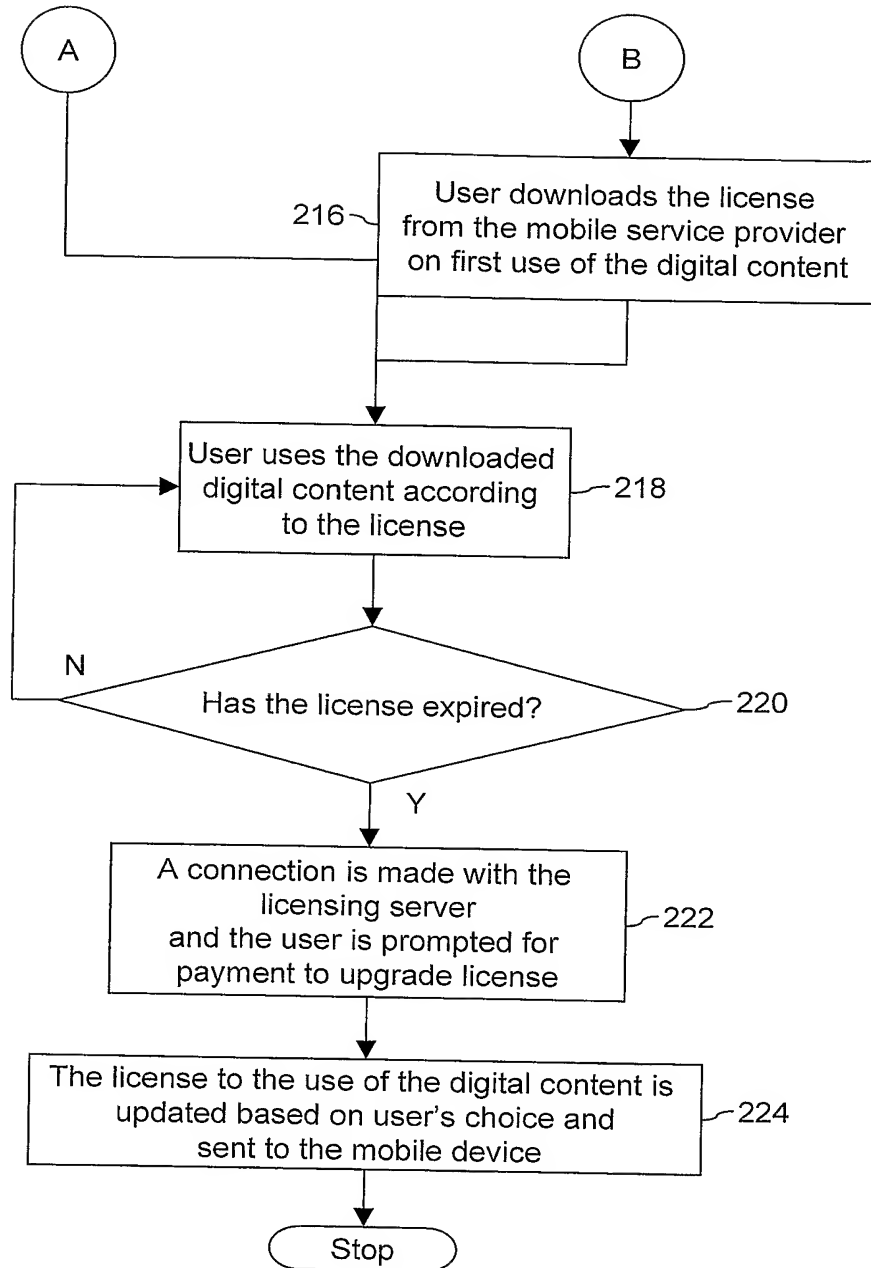 A
B
216
User downloads the license
from the mobile service provider
on first use of the digital content
User uses the downloaded
digital content according
to the license
218
N
Has the license expired?
220
Y
A connection is made with the
licensing server
and the user is prompted for
payment to upgrade license
222
The license to the use of the digital content is
updated based on user's choice and
sent to the mobile device
224
Stop